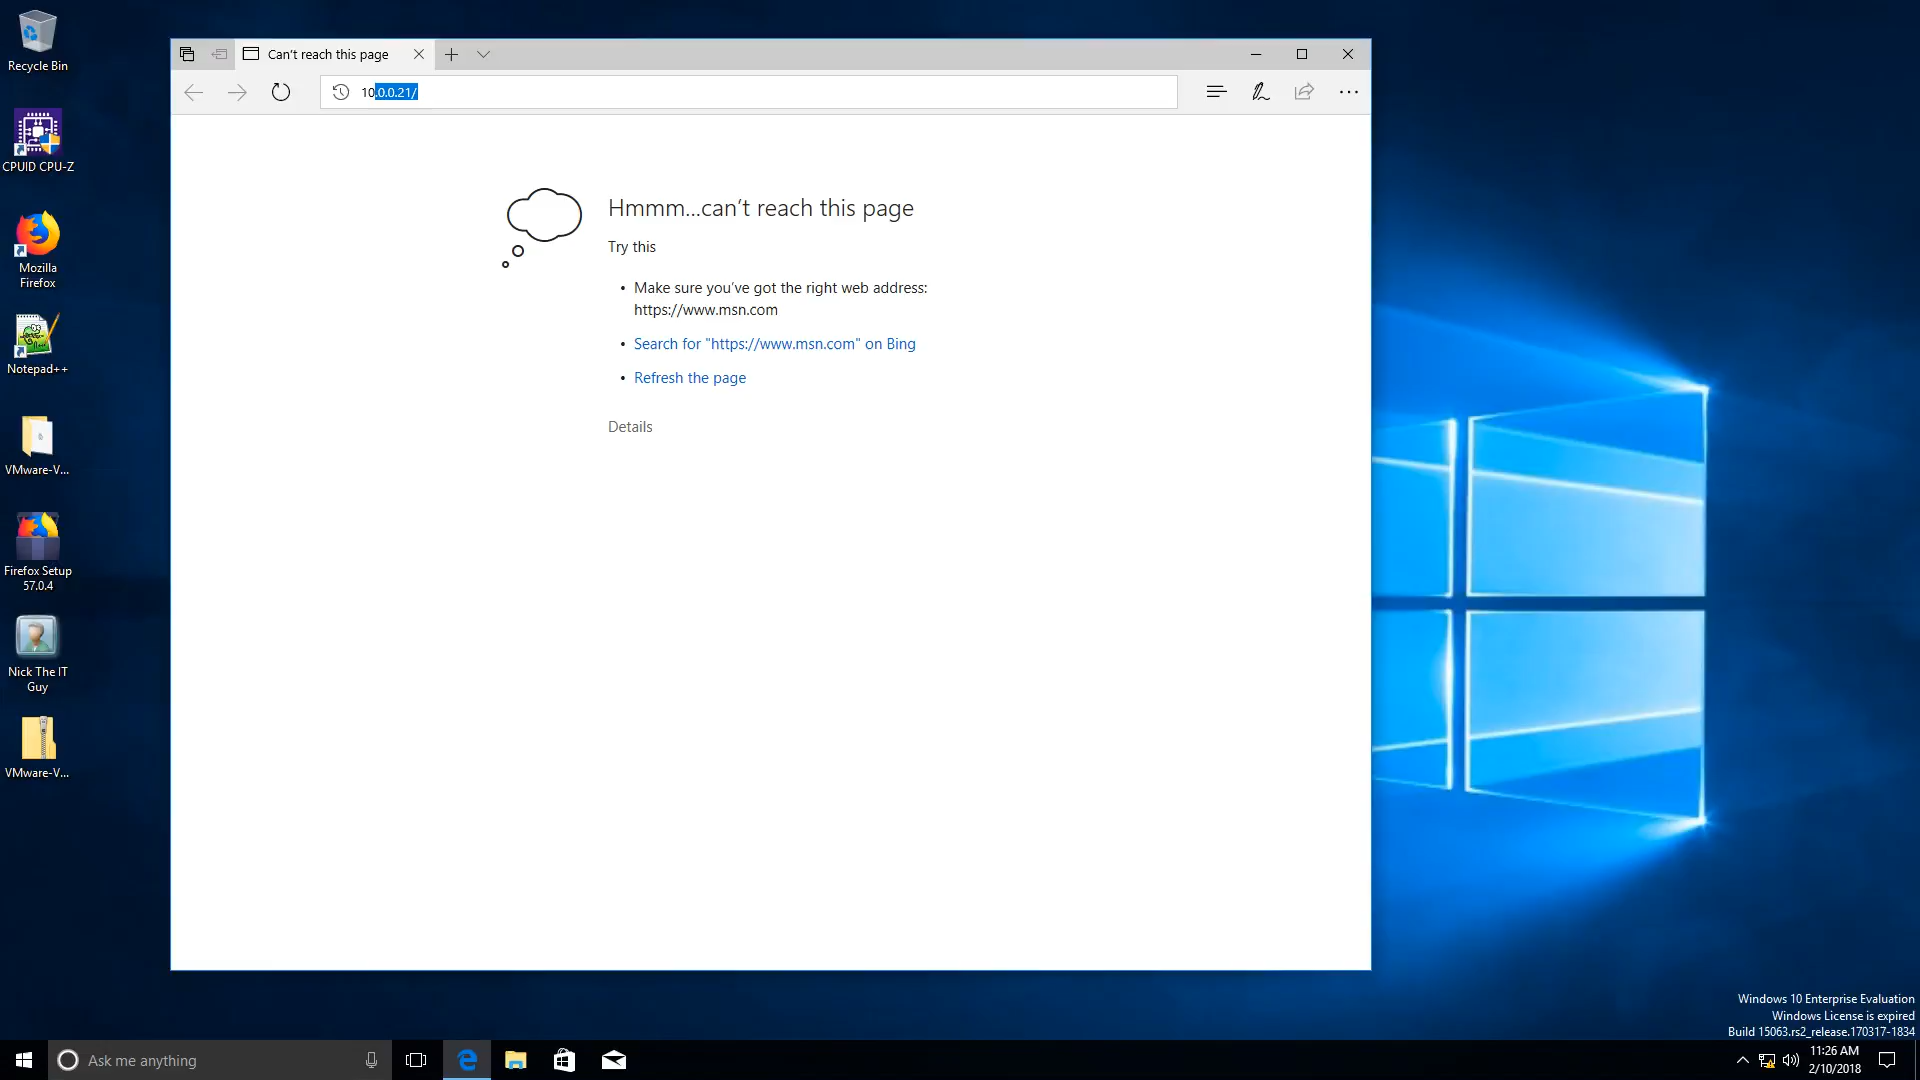 Recycle Bin
CPUID CPU-Z
Mozilla
Firefox
Notepad++
VMware-V...
Firefox Setup
57.0.4
Nick The IT
Guy
VMware-V...
Can't reach this page
10.0.0.21/
Hmmm...can't reach this page
Try this
• Make sure you've got the right web address:
https://www.msn.com
• Search for "https://www.msn.com" on Bing
• Refresh the page
Details
Windows 10 Enterprise Evaluation
Windows License is expired
Build 15063.rs2_release.170317-1834
Ask me anything
11:26 AM
2/10/2018